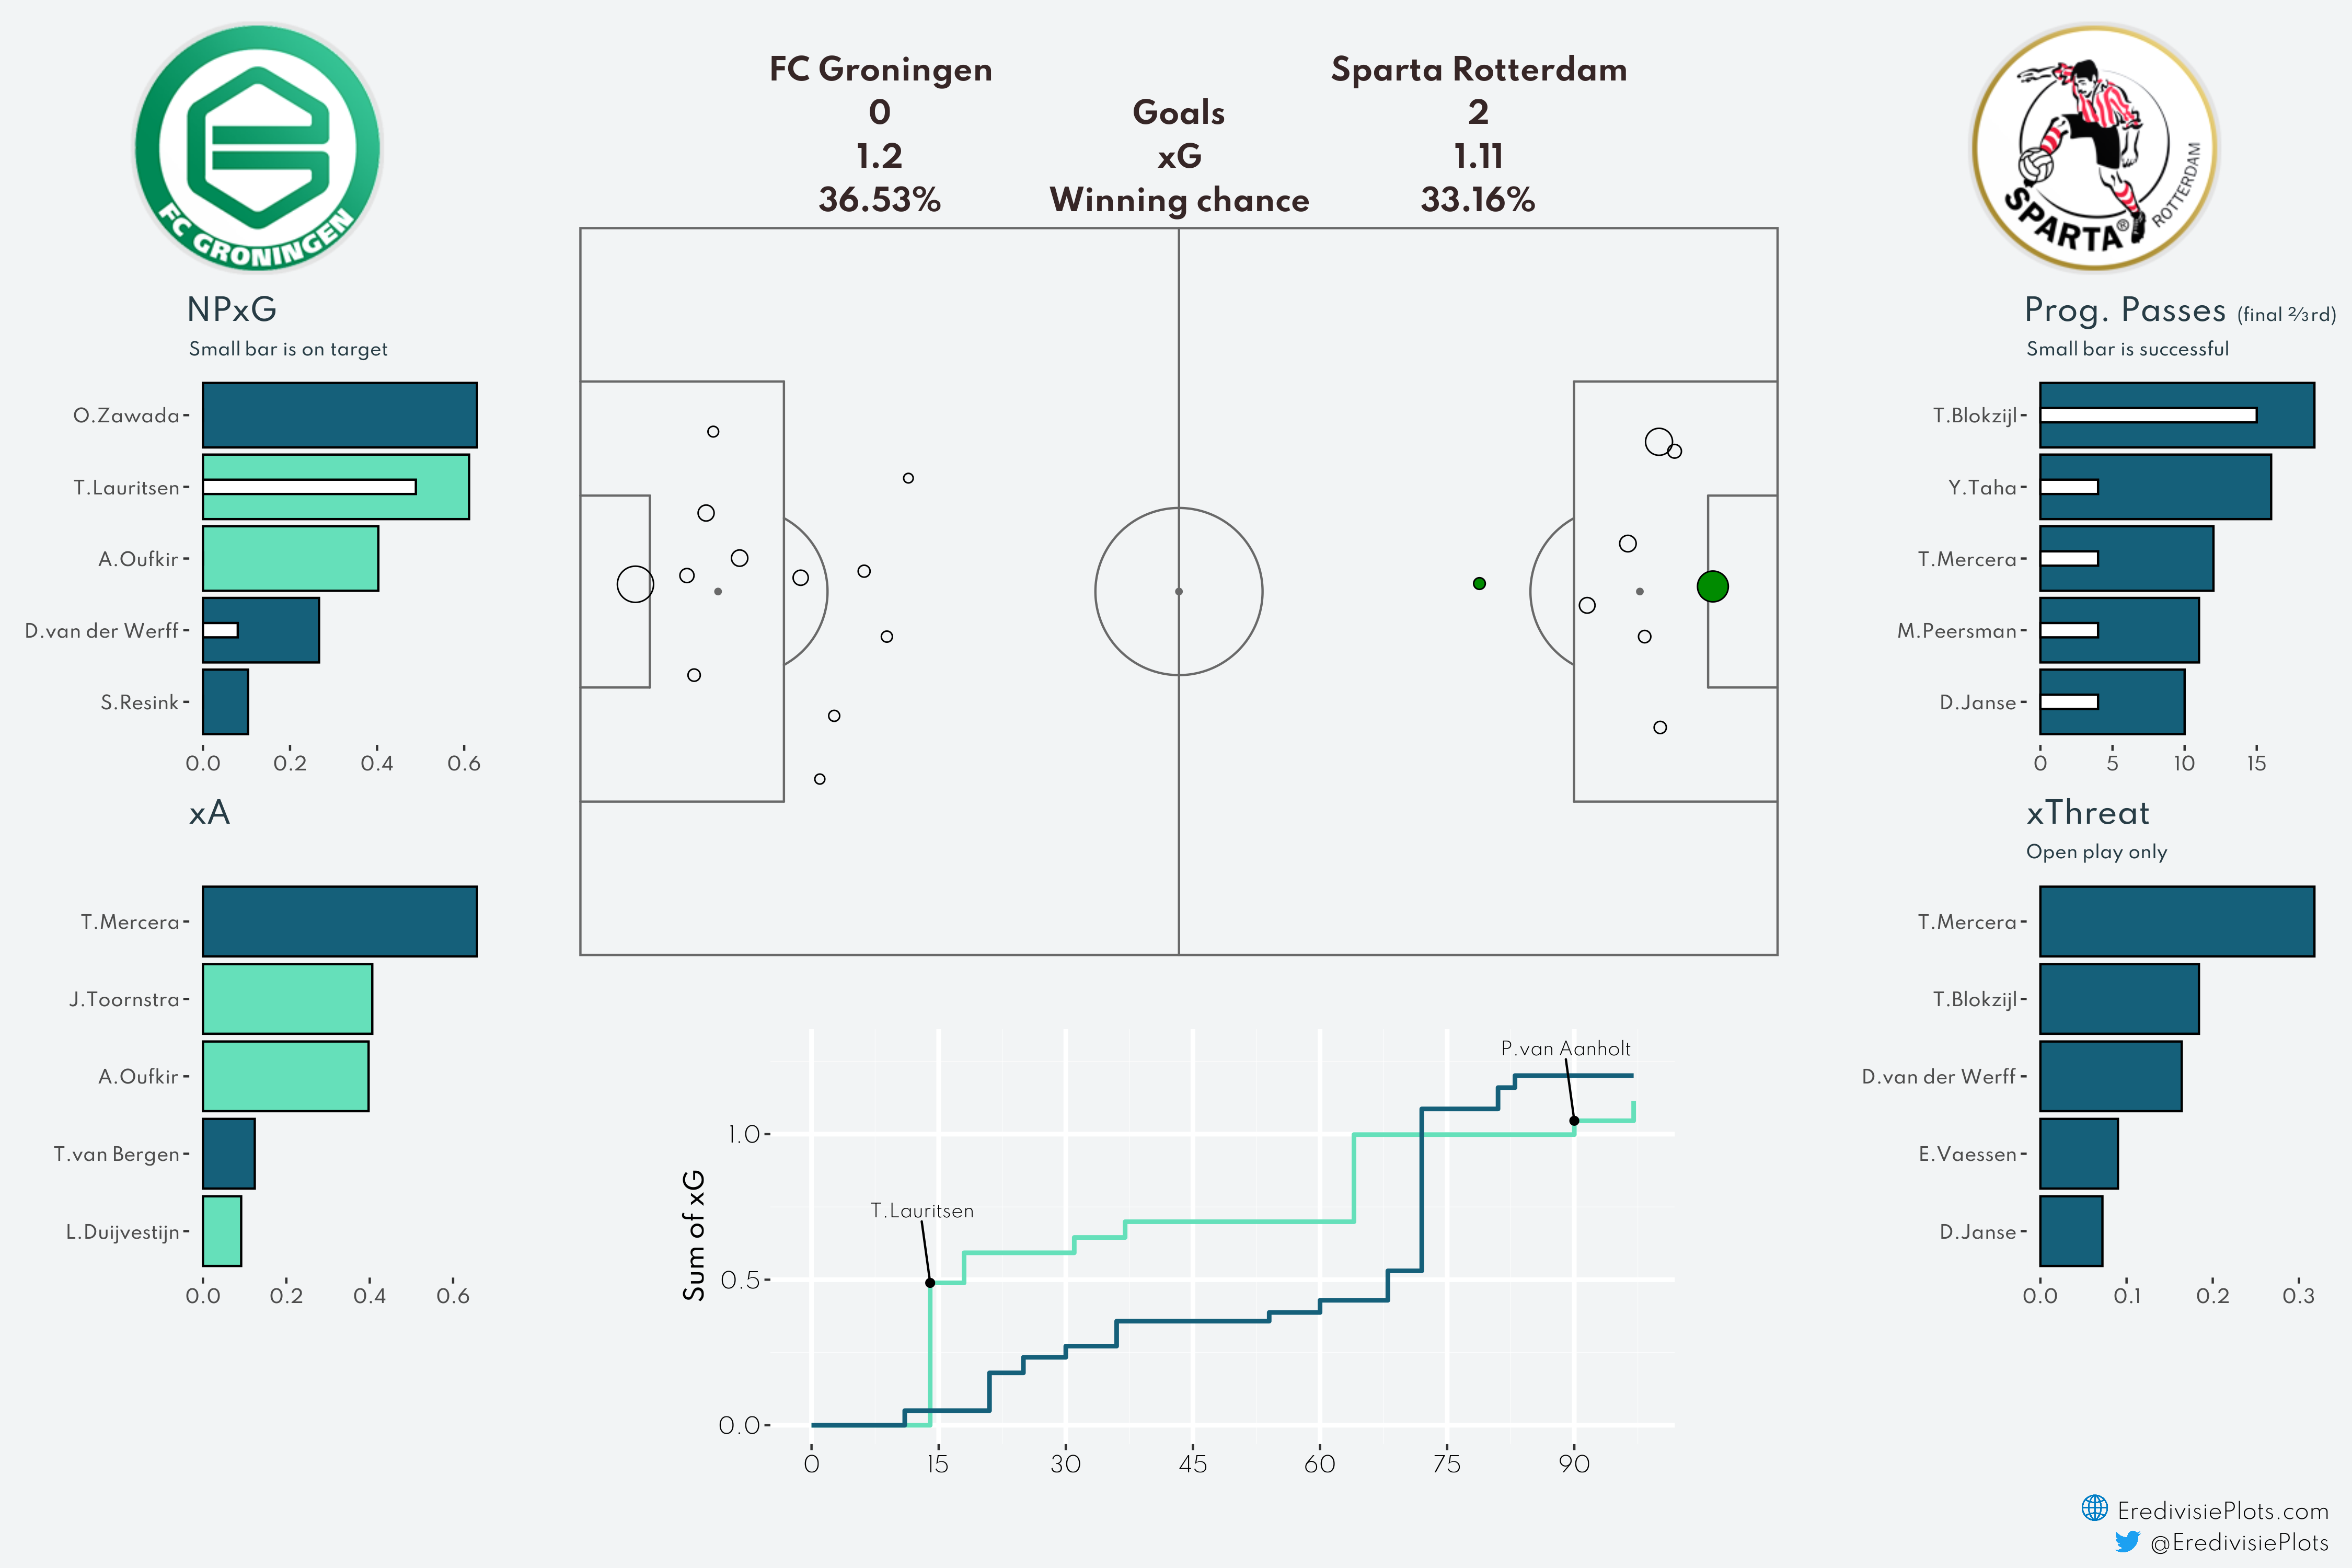 FC GRONINGEN
FC Groningen Sparta Rotterdam
0 Goals 2
1.2 xG 1.11
36.53% Winning chance 33.16%
SPARTA® ROTTERDAM
NPxG
Small bar is on target
O.Zawada
T.Lauritsen
A.Oufkir
D.van der Werff
S.Resink
0.0 0.2 0.4 0.6
xA
T.Mercera
J.Toornstra
A.Oufkir
T.van Bergen
L.Duijvestijn
0.0 0.2 0.4 0.6
Sum of xG
1.0
0.5
0.0
T.Lauritsen
P.van Aanholt
0 15 30 45 60 75 90
Prog. Passes (final ⅔rd)
Small bar is successful
T.Blokzijl
Y.Taha
T.Mercera
M.Peersman
D.Janse
0 5 10 15
xThreat
Open play only
T.Mercera
T.Blokzijl
D.van der Werff
E.Vaessen
D.Janse
0.0 0.1 0.2 0.3
EredivisiePlots.com
@EredivisiePlots